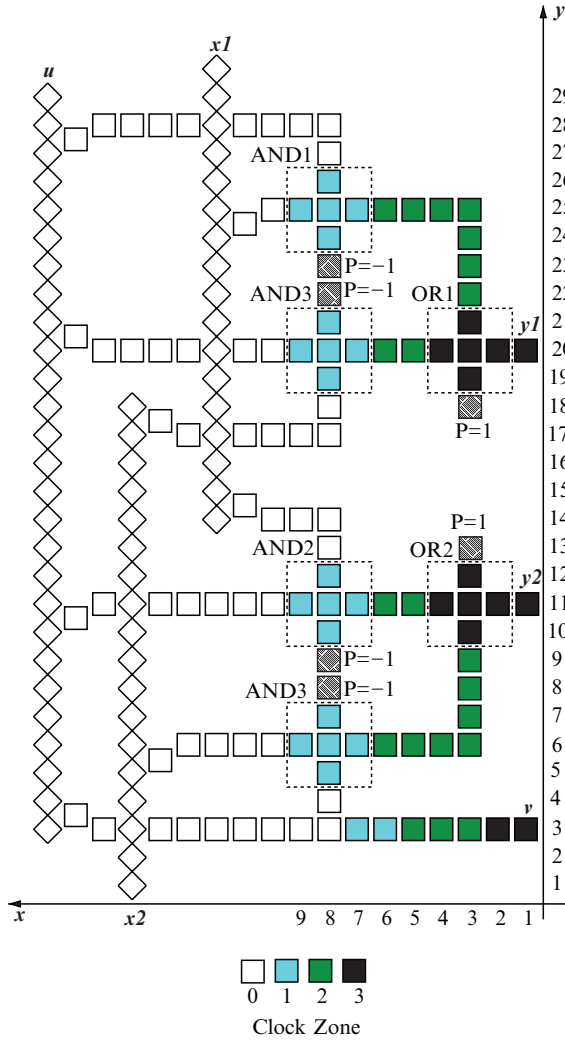 y
x1
u
29
28
27
AND1
26
25
24
P=−1
23
P=−1
22
AND3
OR1
2
y1
20
19
18
P=1
17
16
15
14
P=1
13
AND2
OR2
12
y2
11
10
P=−1
9
P=−1
8
AND3
7
6
5
4
v
3
2
1
x
x2
9 8 7 6 5 4 3 2 1
0 1 2 3
Clock Zone